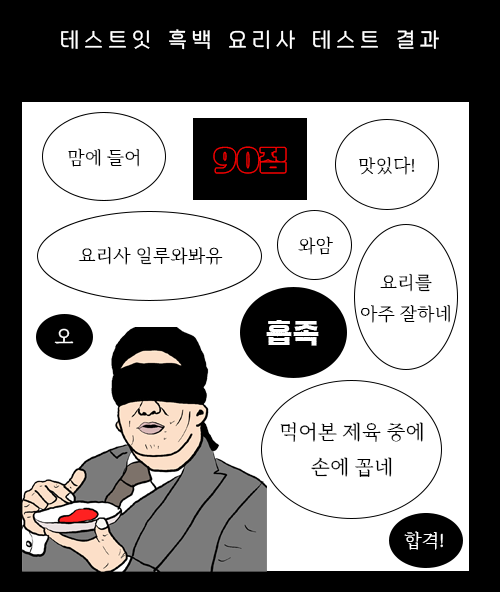 테스트잇 흑백 요리사 테스트 결과
맘에 들어
90점
맛있다!
요리사 일루와봐유
와암
요리를
아주 잘하네
오
흡족
먹어본 제육 중에
손에 꼽네
합격!